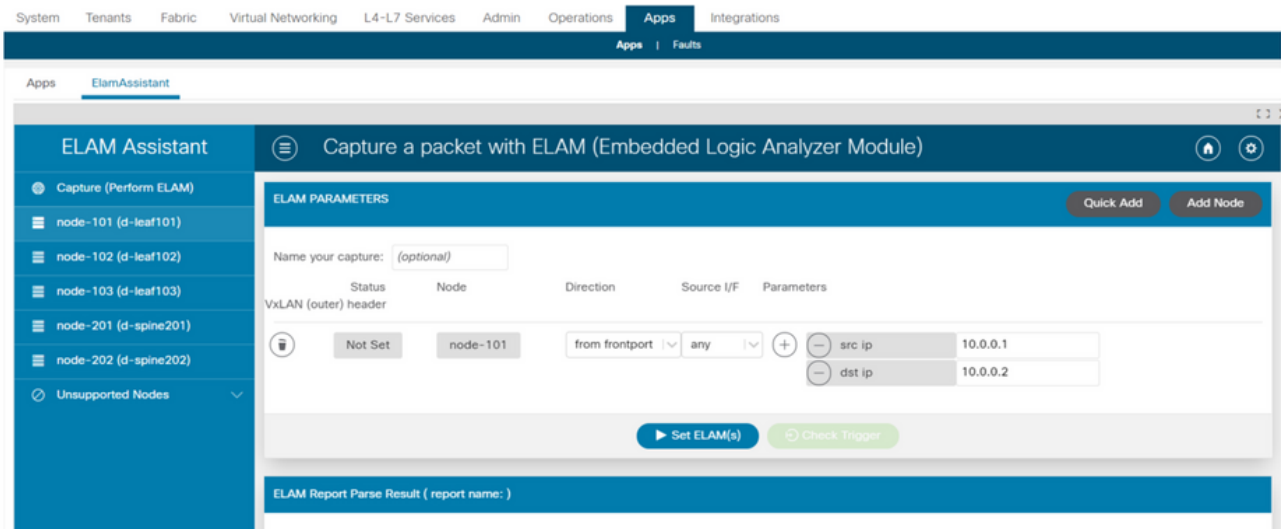 System Tenants Fabric Virtual Networking L4-L7 Services Admin Operations Apps Integrations
Apps | Faults
Apps ElamAssistant
ELAM Assistant
Capture a packet with ELAM (Embedded Logic Analyzer Module)
Capture (Perform ELAM)
node-101 (d-leaf101)
node-102 (d-leaf102)
node-103 (d-leaf103)
node-201 (d-spine201)
node-202 (d-spine202)
Unsupported Nodes
ELAM PARAMETERS
Quick Add Add Node
Name your capture: (optional)
Status Node Direction Source I/F Parameters
VxLAN (outer) header
Not Set node-101 from frontport any src ip 10.0.0.1
dst ip 10.0.0.2
Set ELAM(s) Check Trigger
ELAM Report Parse Result ( report name: )